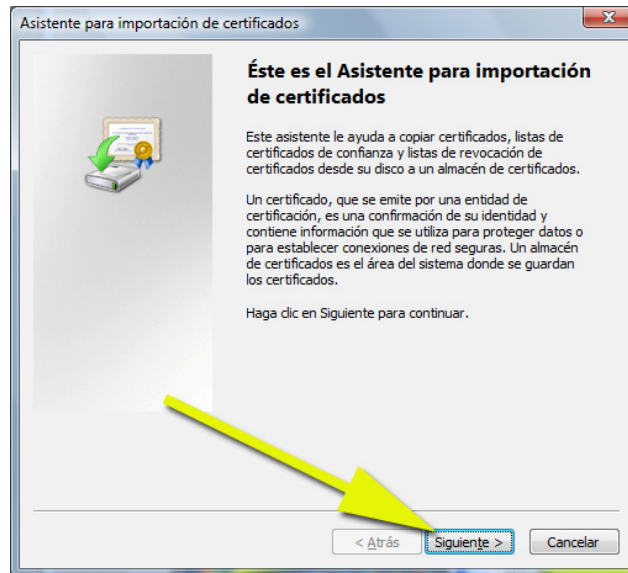 Asistente para importación de certificados
Éste es el Asistente para importación
de certificados
Este asistente le ayuda a copiar certificados, listas de
certificados de confianza y listas de revocación de
certificados desde su disco a un almacén de certificados.
Un certificado, que se emite por una entidad de
certificación, es una confirmación de su identidad y
contiene información que se utiliza para proteger datos o
para establecer conexiones de red seguras. Un almacén
de certificados es el área del sistema donde se guardan
los certificados.
Haga clic en Siguiente para continuar.
< Atrás Siguiente > Cancelar